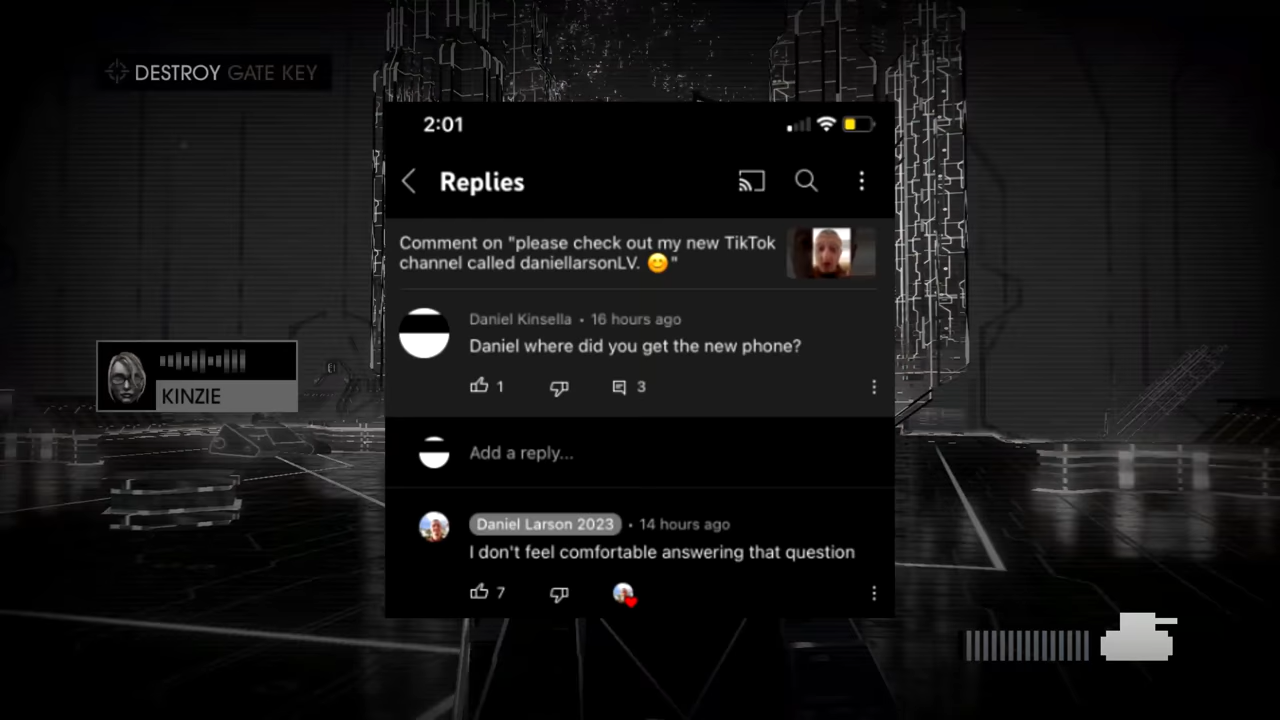 DESTROY GATE KEY
2:01
Replies
Comment on "please check out my new TikTok
channel called daniellarsonLV. 😊"
Daniel Kinsella • 16 hours ago
Daniel where did you get the new phone?
1 3
KINZIE
Add a reply...
Daniel Larson 2023 • 14 hours ago
I don't feel comfortable answering that question
7